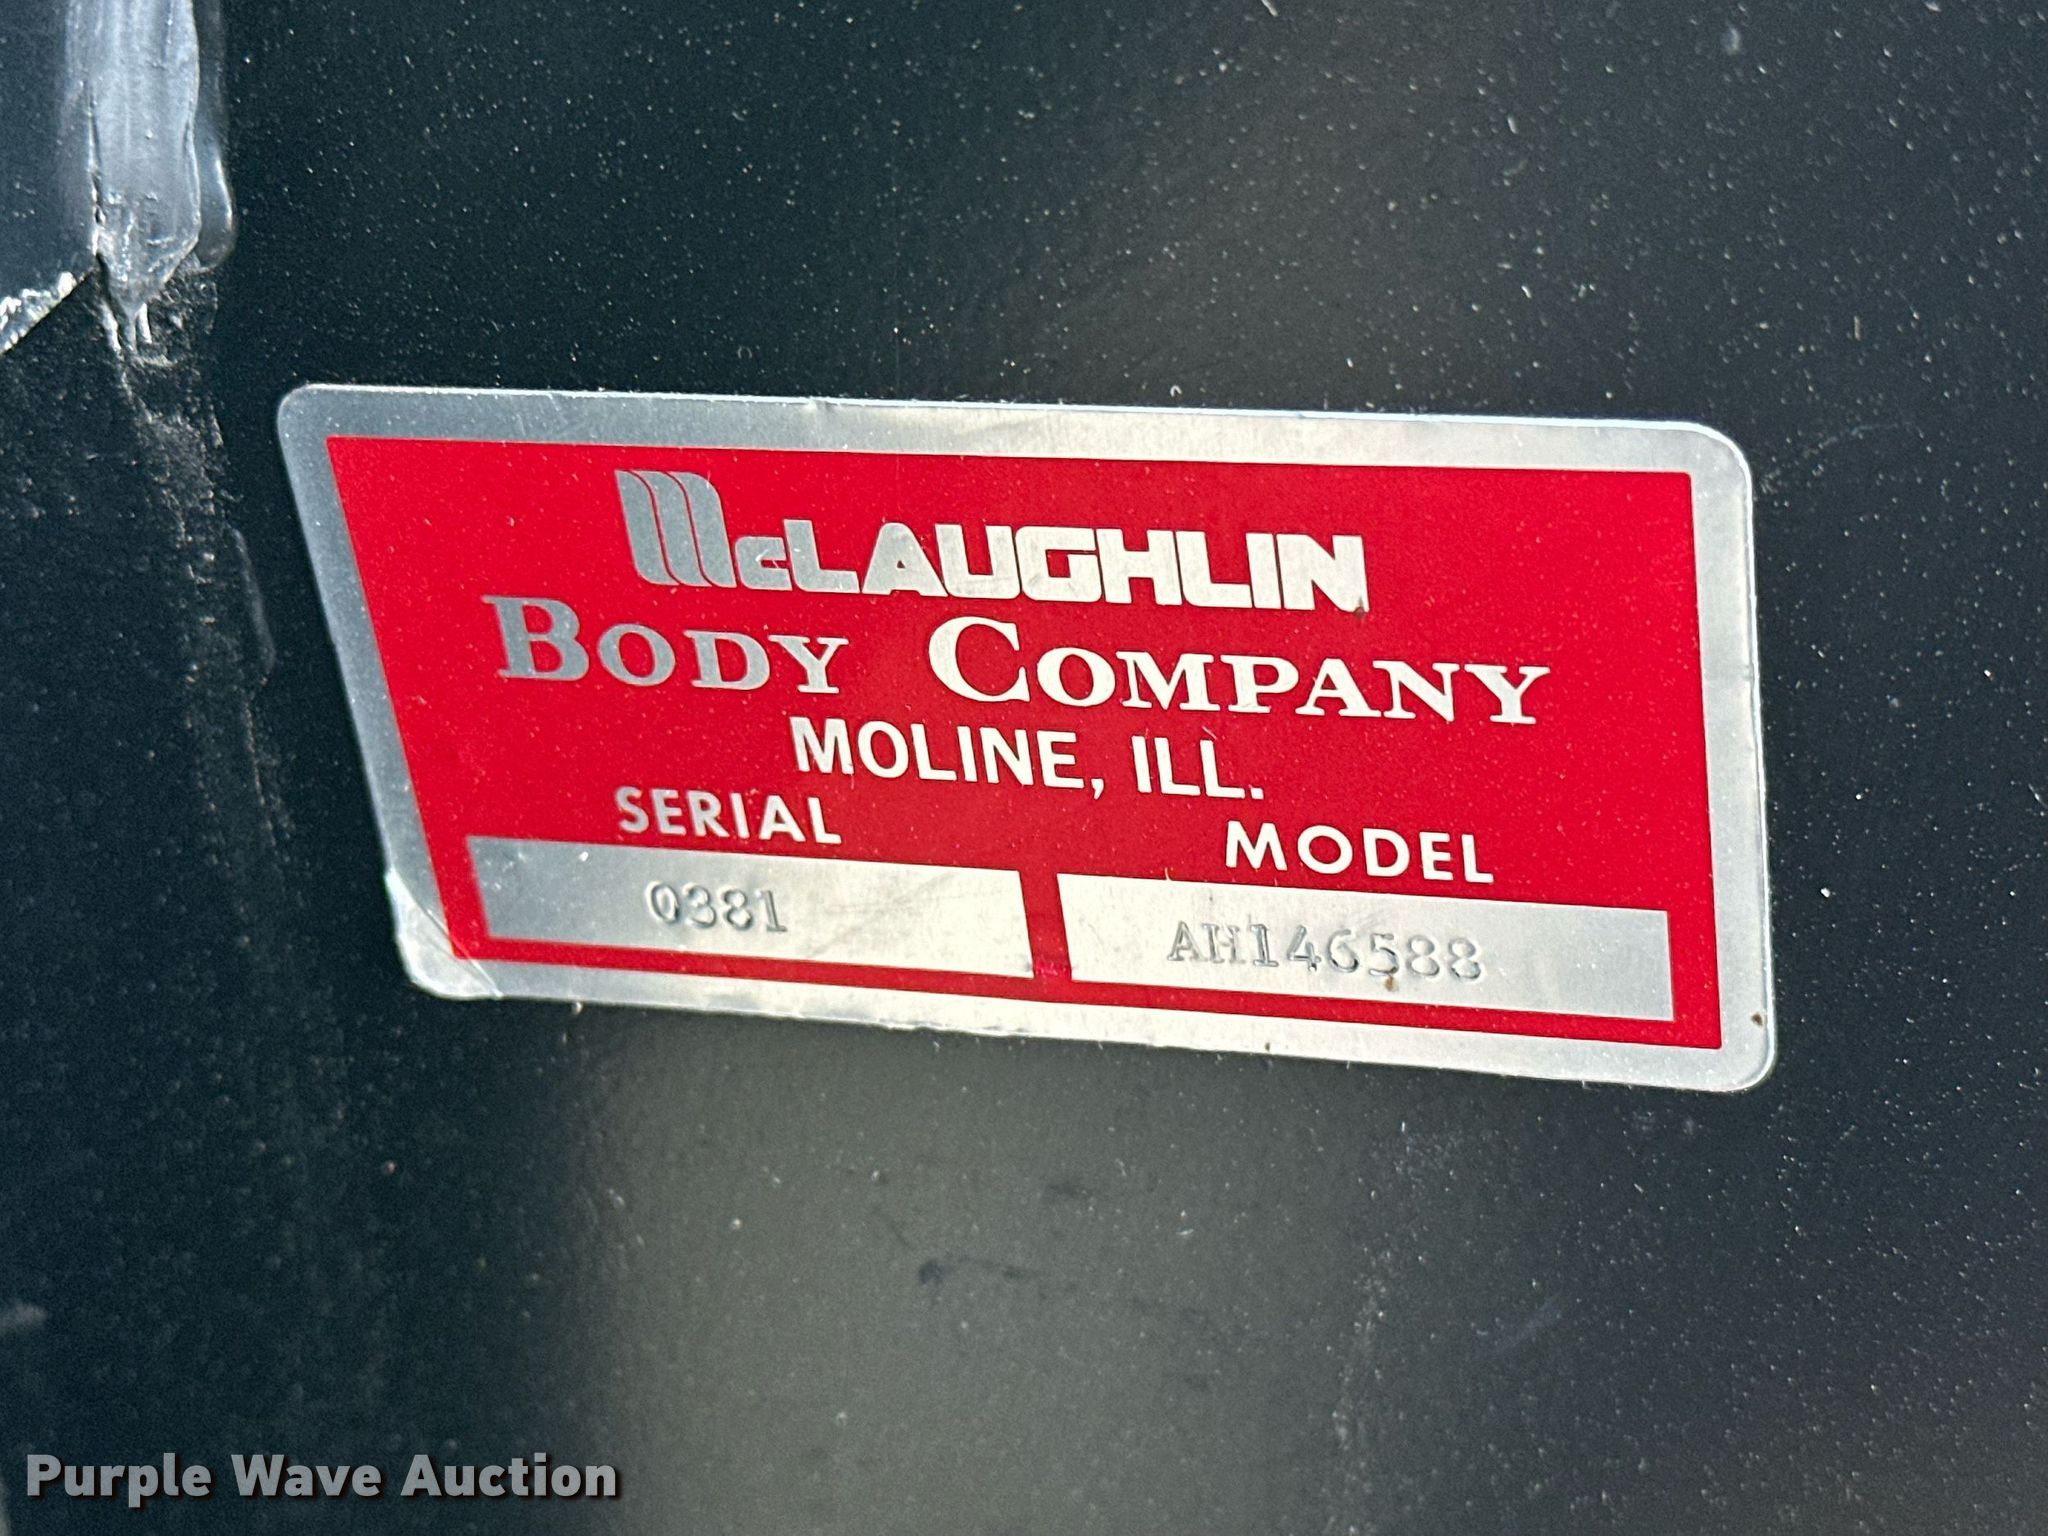 McLAUGHLIN
BODY COMPANY
MOLINE, ILL.
SERIAL MODEL
0381 AH146588
Purple Wave Auction